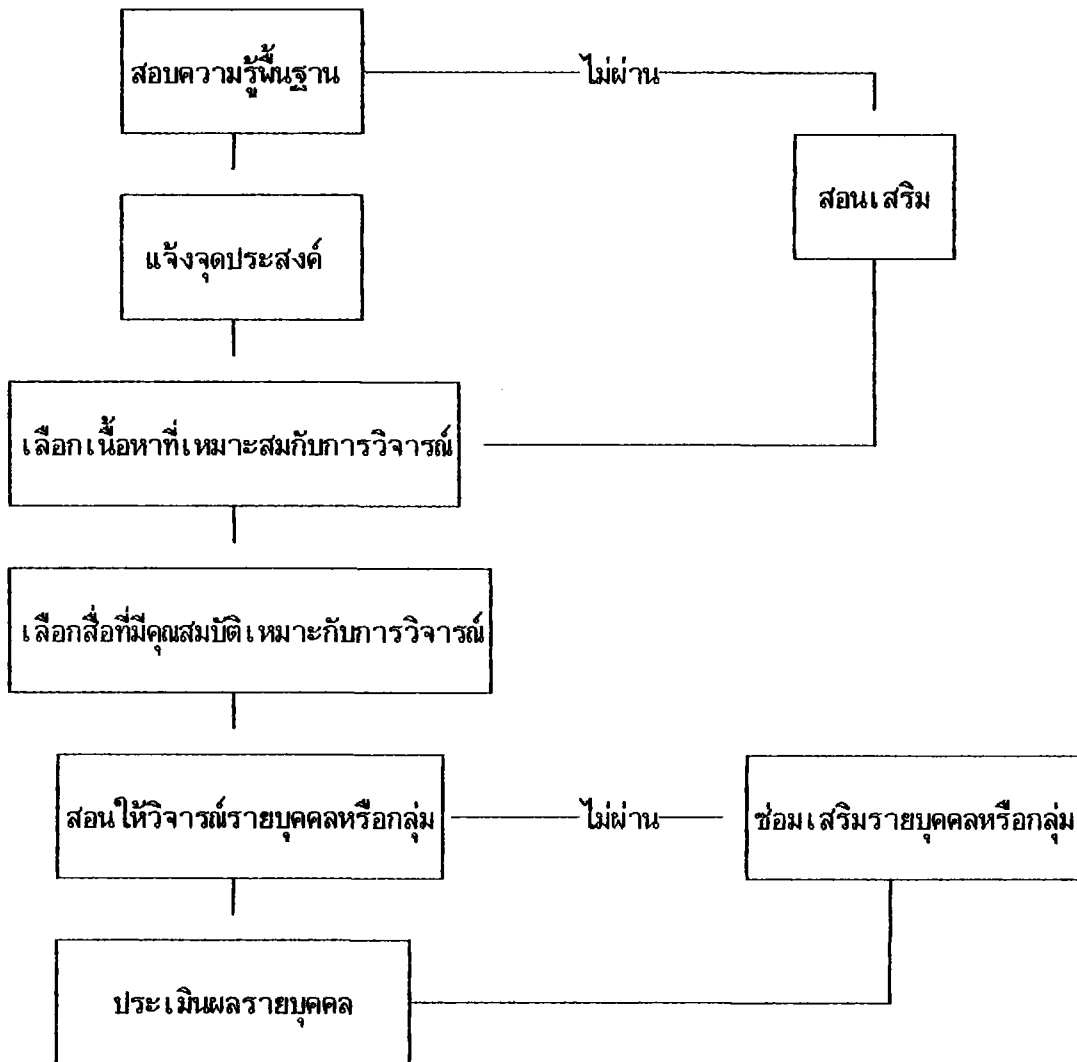 สอบความรู้พื้นฐาน
ไม่ผ่าน
สอนเสริม
แจ้งจุดประสงค์
เลือกเนื้อหาที่เหมาะสมกับการวิจารณ์
เลือกสื่อที่มีคุณสมบัติเหมาะกับการวิจารณ์
สอนให้วิจารณ์รายบุคคลหรือกลุ่ม
ไม่ผ่าน
ซ่อมเสริมรายบุคคลหรือกลุ่ม
ประเมินผลรายบุคคล